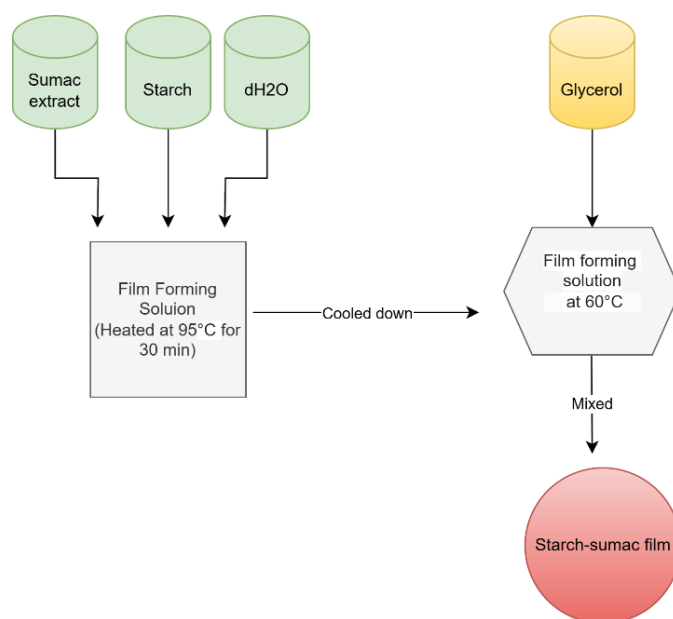 Sumac
extract
Starch
dH2O
Glycerol
Film Forming
Soluion
(Heated at 95°C for
30 min)
Cooled down
Film forming
solution
at 60°C
Mixed
Starch-sumac film